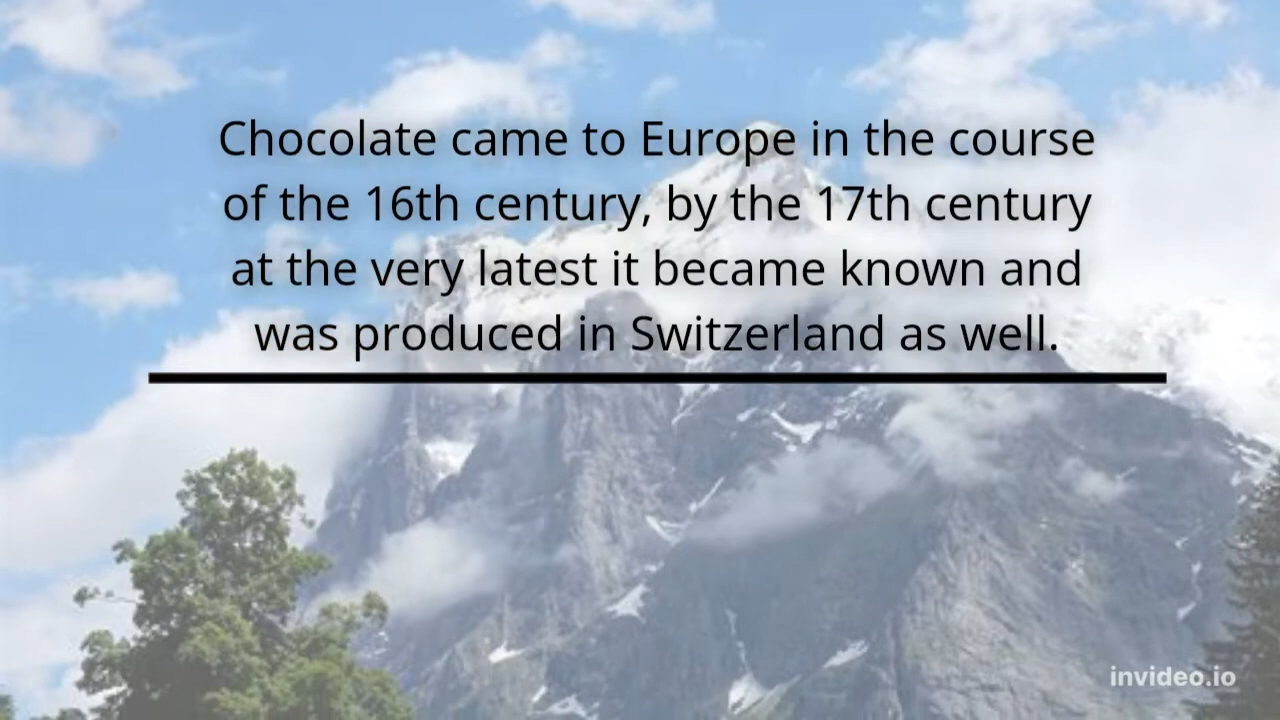 Chocolate came to Europe in the course
of the 16th century, by the 17th century
at the very latest it became known and
was produced in Switzerland as well.
invideo.io